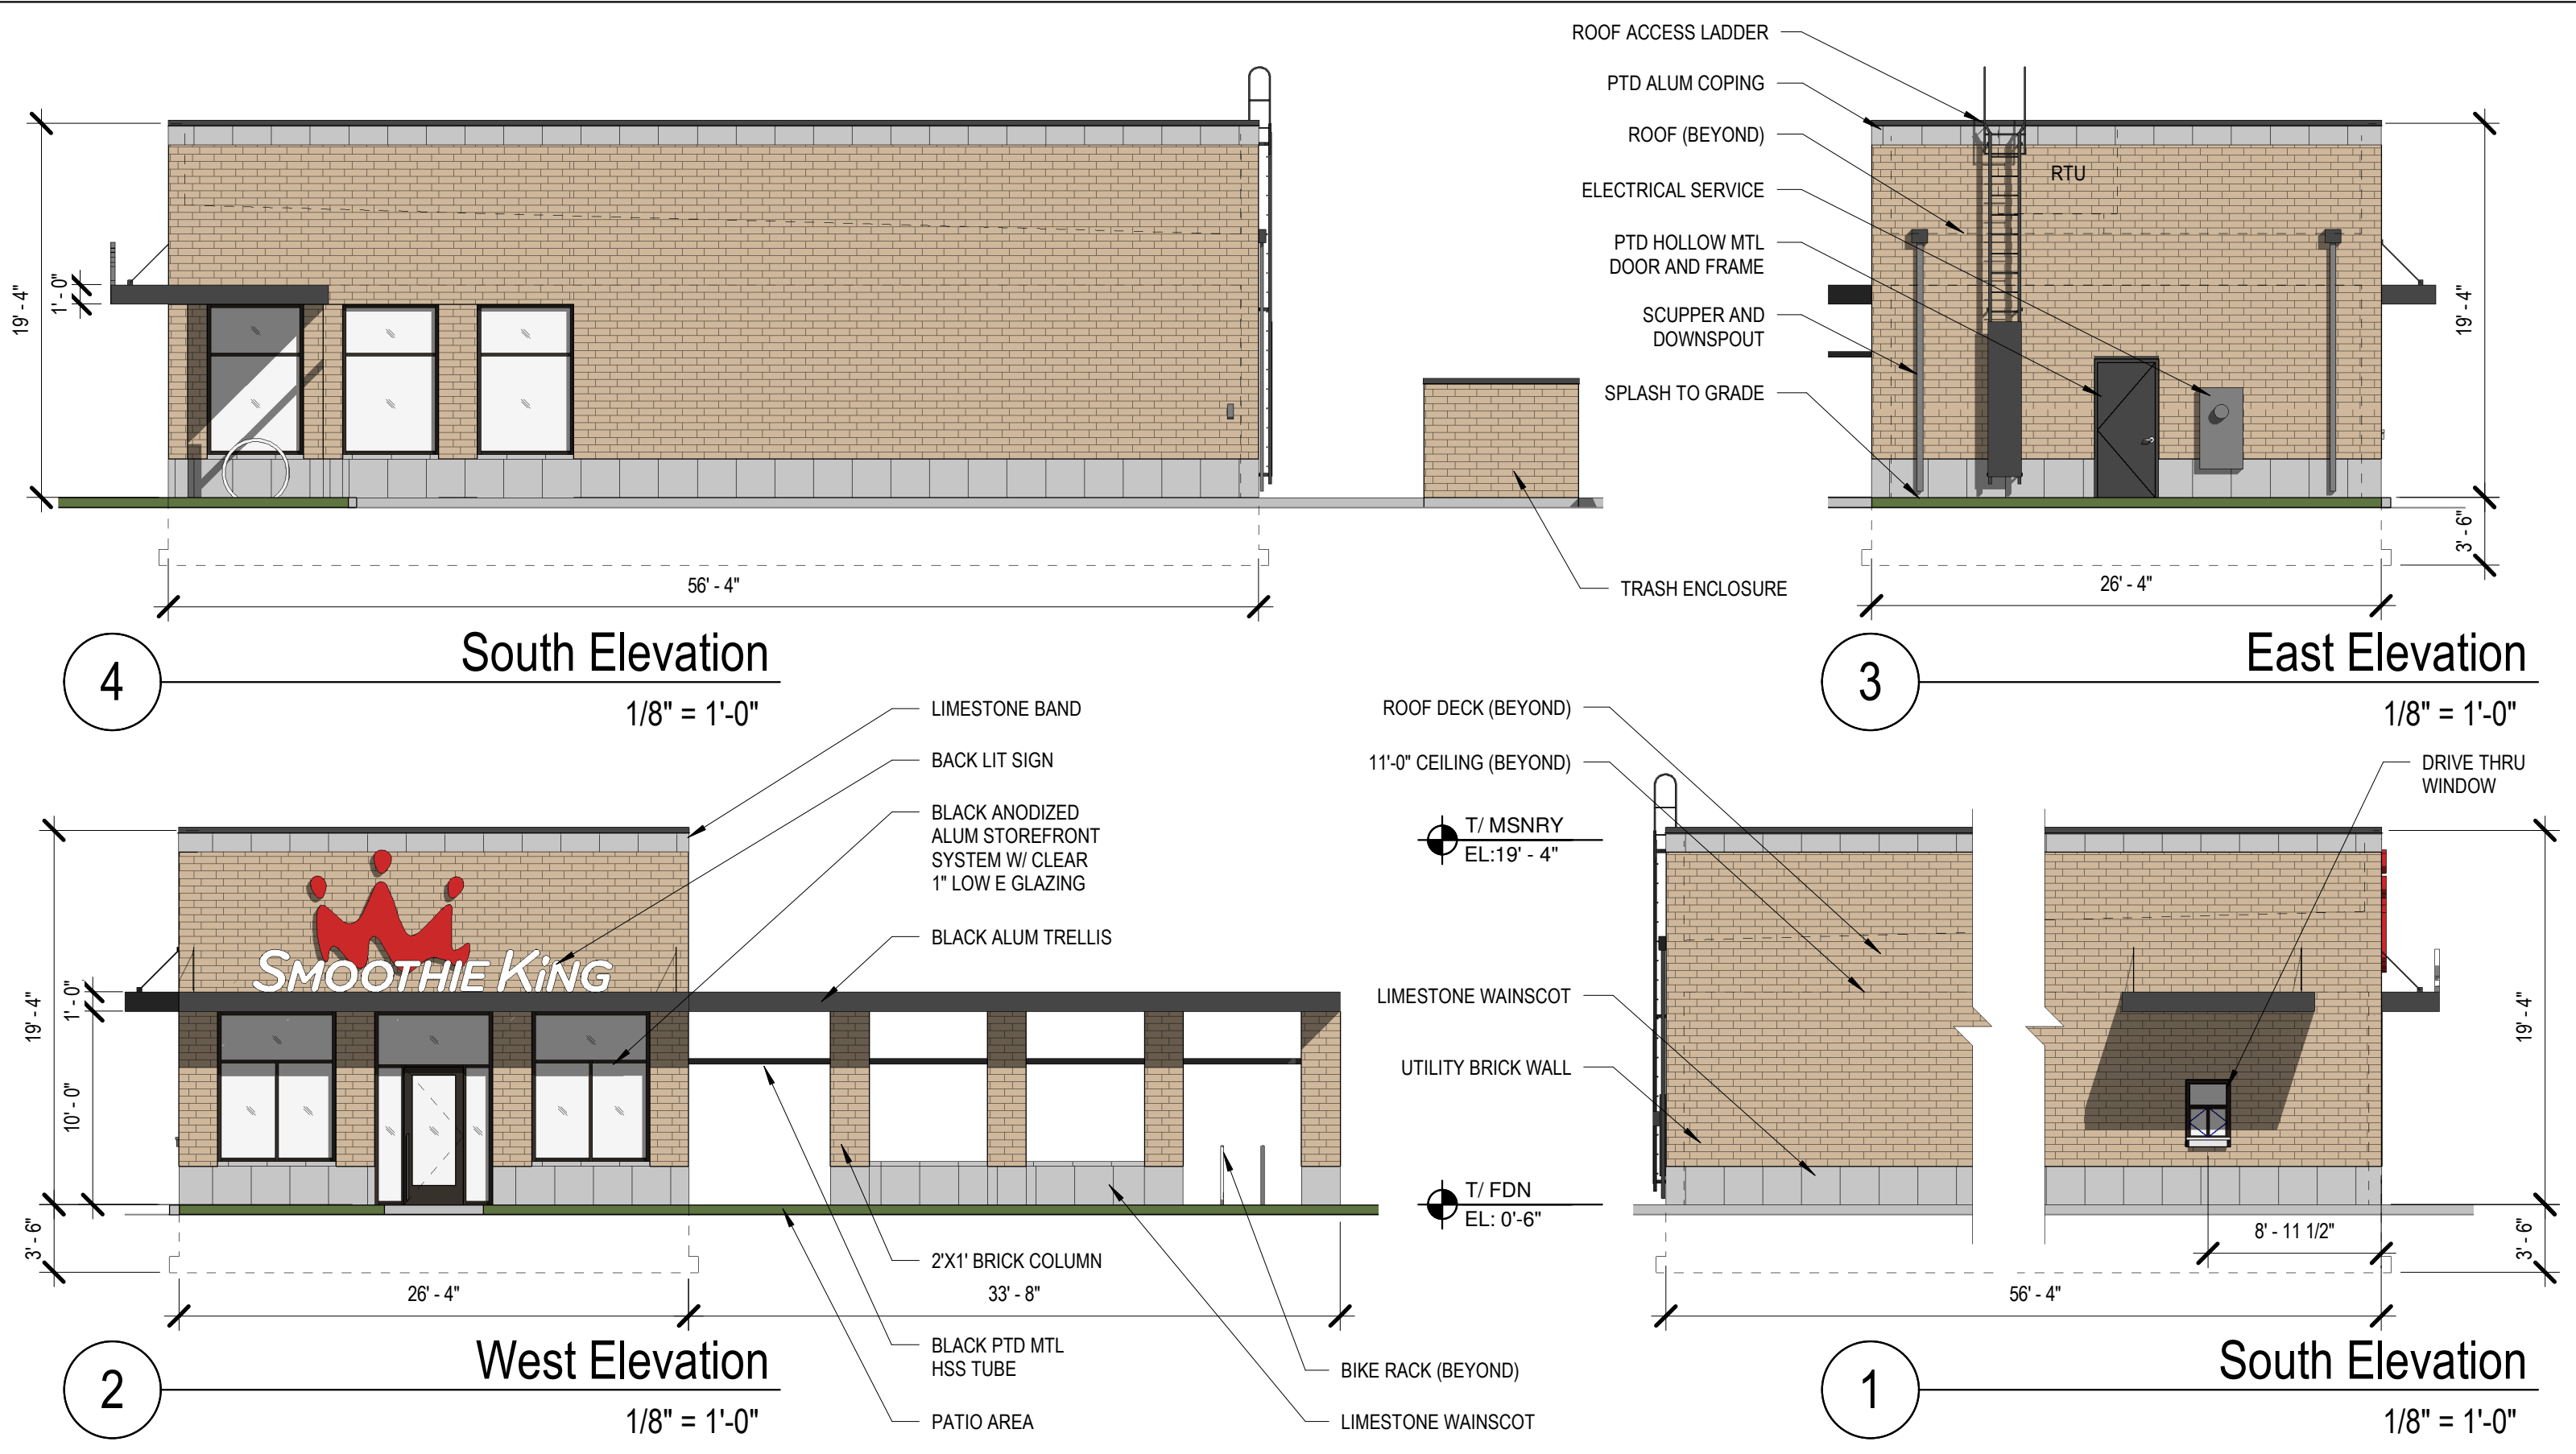 ROOF ACCESS LADDER
PTD ALUM COPING
ROOF (BEYOND)
ELECTRICAL SERVICE
PTD HOLLOW MTL
DOOR AND FRAME
SCUPPER AND
DOWNSPOUT
SPLASH TO GRADE
TRASH ENCLOSURE
19' - 4"
1' - 0"
56' - 4"
4
South Elevation
1/8" = 1'-0"
RTU
19' - 4"
3' - 6"
26' - 4"
3
East Elevation
1/8" = 1'-0"
LIMESTONE BAND
BACK LIT SIGN
BLACK ANODIZED
ALUM STOREFRONT
SYSTEM W/ CLEAR
1" LOW E GLAZING
BLACK ALUM TRELLIS
SMOOTHIE KiNG
19' - 4"
1' - 0"
10' - 0"
3' - 6"
26' - 4"
33' - 8"
2'X1' BRICK COLUMN
BLACK PTD MTL
HSS TUBE
PATIO AREA
BIKE RACK (BEYOND)
LIMESTONE WAINSCOT
2
West Elevation
1/8" = 1'-0"
ROOF DECK (BEYOND)
11'-0" CEILING (BEYOND)
T/ MSNRY
EL:19' - 4"
LIMESTONE WAINSCOT
UTILITY BRICK WALL
T/ FDN
EL: 0'-6"
DRIVE THRU
WINDOW
19' - 4"
8' - 11 1/2"
3' - 6"
56' - 4"
1
South Elevation
1/8" = 1'-0"